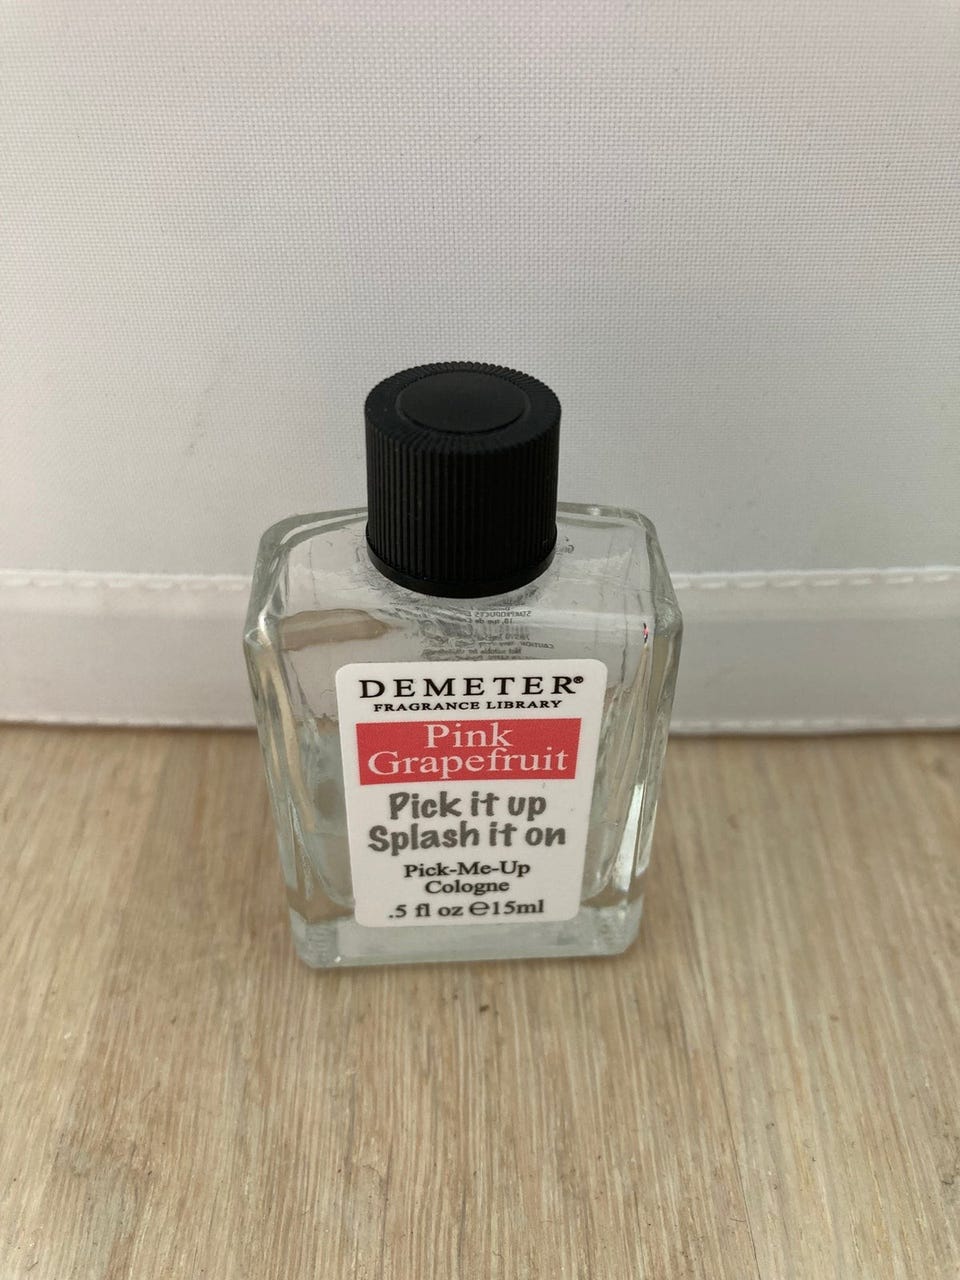 DEMETER®
FRAGRANCE LIBRARY
Pink
Grapefruit
Pick it up
Splash it on
Pick-Me-Up
Cologne
.5 fl oz ℮15ml